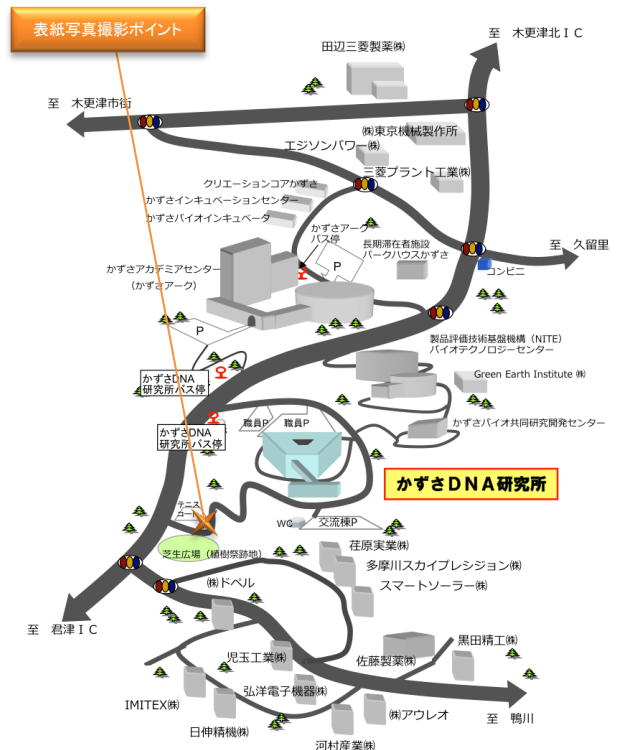 表紙写真撮影ポイント
至 木更津北ＩＣ
田辺三菱製薬㈱
至 木更津市街
㈱東京機械製作所
エジソンパワー㈱
三菱プラント工業㈱
クリエーションコアかずさ
かずさインキュベーションセンター
かずさバイオインキュベータ
かずさアーク
バス停
長期滞在者施設
パークハウスかずさ
至 久留里
コンビニ
P
かずさアカデミアセンター
（かずさアーク）
P
製品評価技術基盤機構（NITE）
バイオテクノロジーセンター
Green Earth Institute ㈱
かずさDNA
研究所バス停
かずさDNA
研究所バス停
職員P
職員P
かずさバイオ共同研究開発センター
かずさＤＮＡ研究所
テニス
コート
WC
交流棟P
芝生広場（植樹祭跡地）
荏原実業㈱
多摩川スカイプレシジョン㈱
スマートソーラー㈱
㈱ドベル
至 君津ＩＣ
児玉工業㈱
佐藤製薬㈱
黒田精工㈱
IMITEX㈱
弘洋電子機器㈱
日伸精機㈱
㈱アウレオ
河村産業㈱
至 鴨川